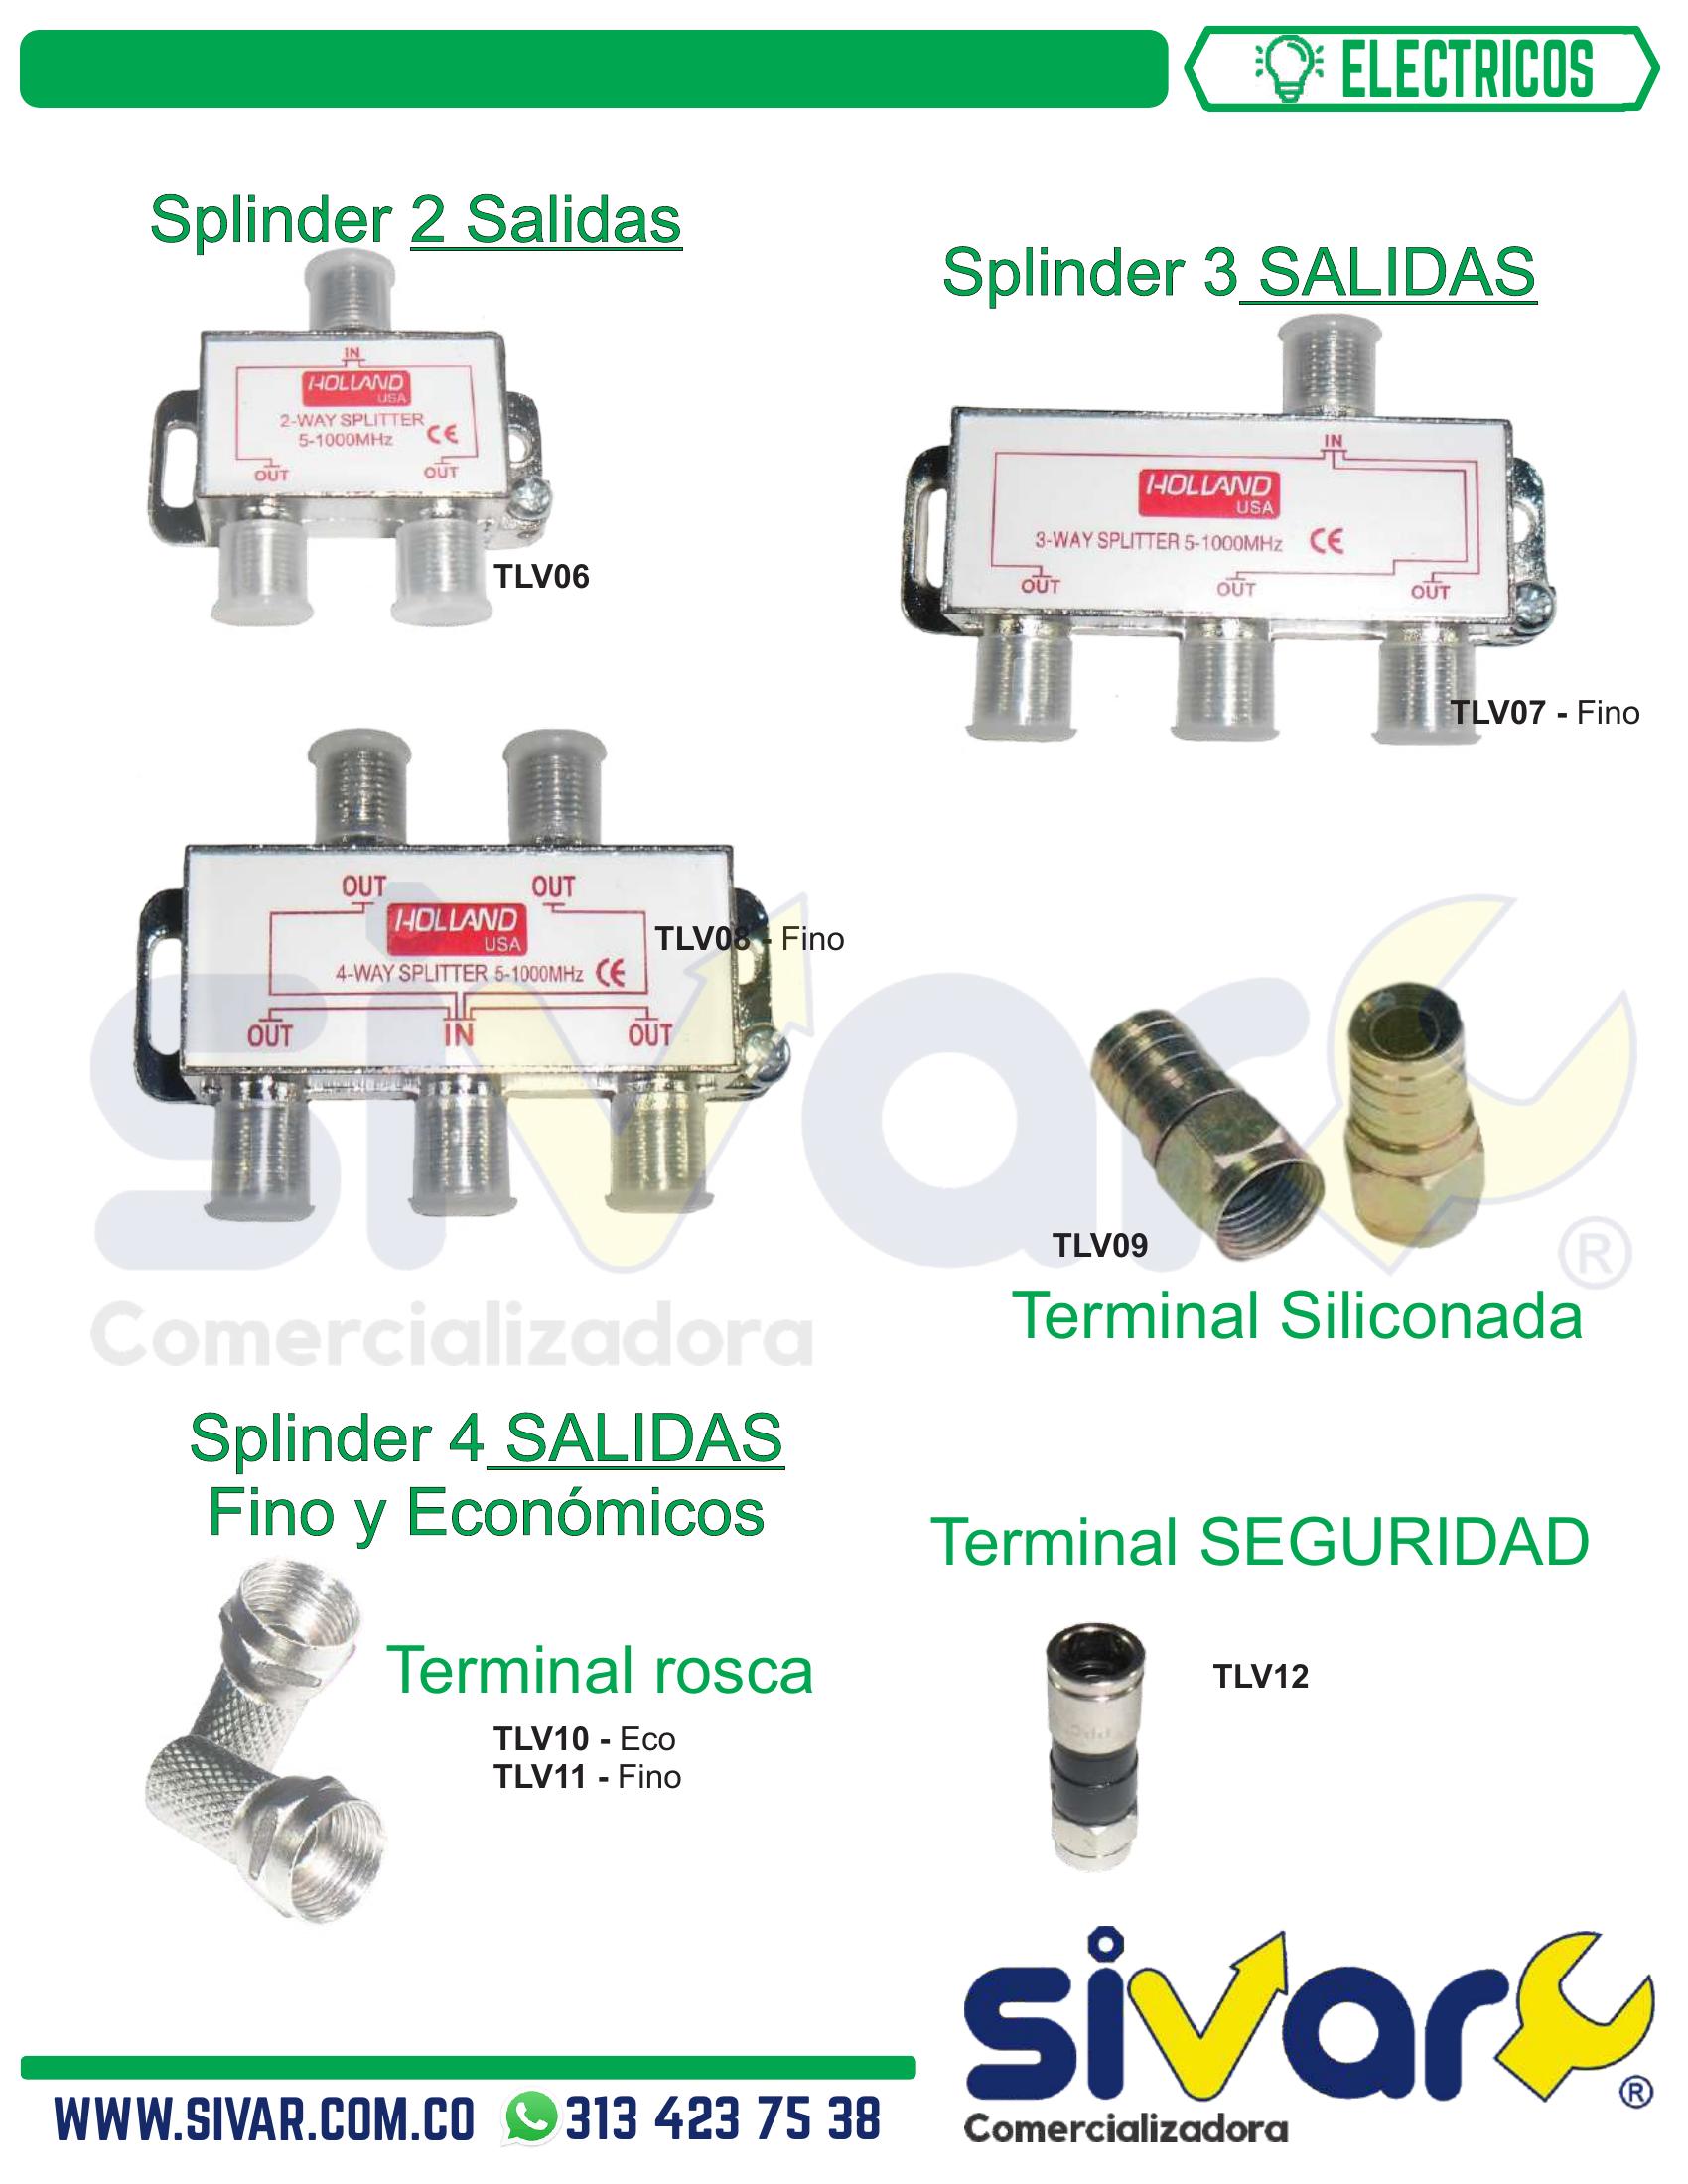 ELECTRICOS
Splinder 2 Salidas
IN
HOLLAND
USA
2-WAY SPLITTER
5-1000MHz CE
OUT OUT
TLV06
Splinder 3 SALIDAS
IN
HOLLAND
USA
3-WAY SPLITTER 5-1000MHz CE
OUT OUT OUT
TLV07 - Fino
OUT OUT
HOLLAND
USA
4-WAY SPLITTER 5-1000MHz CE
OUT IN OUT
TLV08 - Fino
sivar ®
Comercializadora
TLV09
Terminal Siliconada
Splinder 4 SALIDAS
Fino y Económicos
Terminal rosca
TLV10 - Eco
TLV11 - Fino
Terminal SEGURIDAD
TLV12
WWW.SIVAR.COM.CO 313 423 75 38
sivar ®
Comercializadora